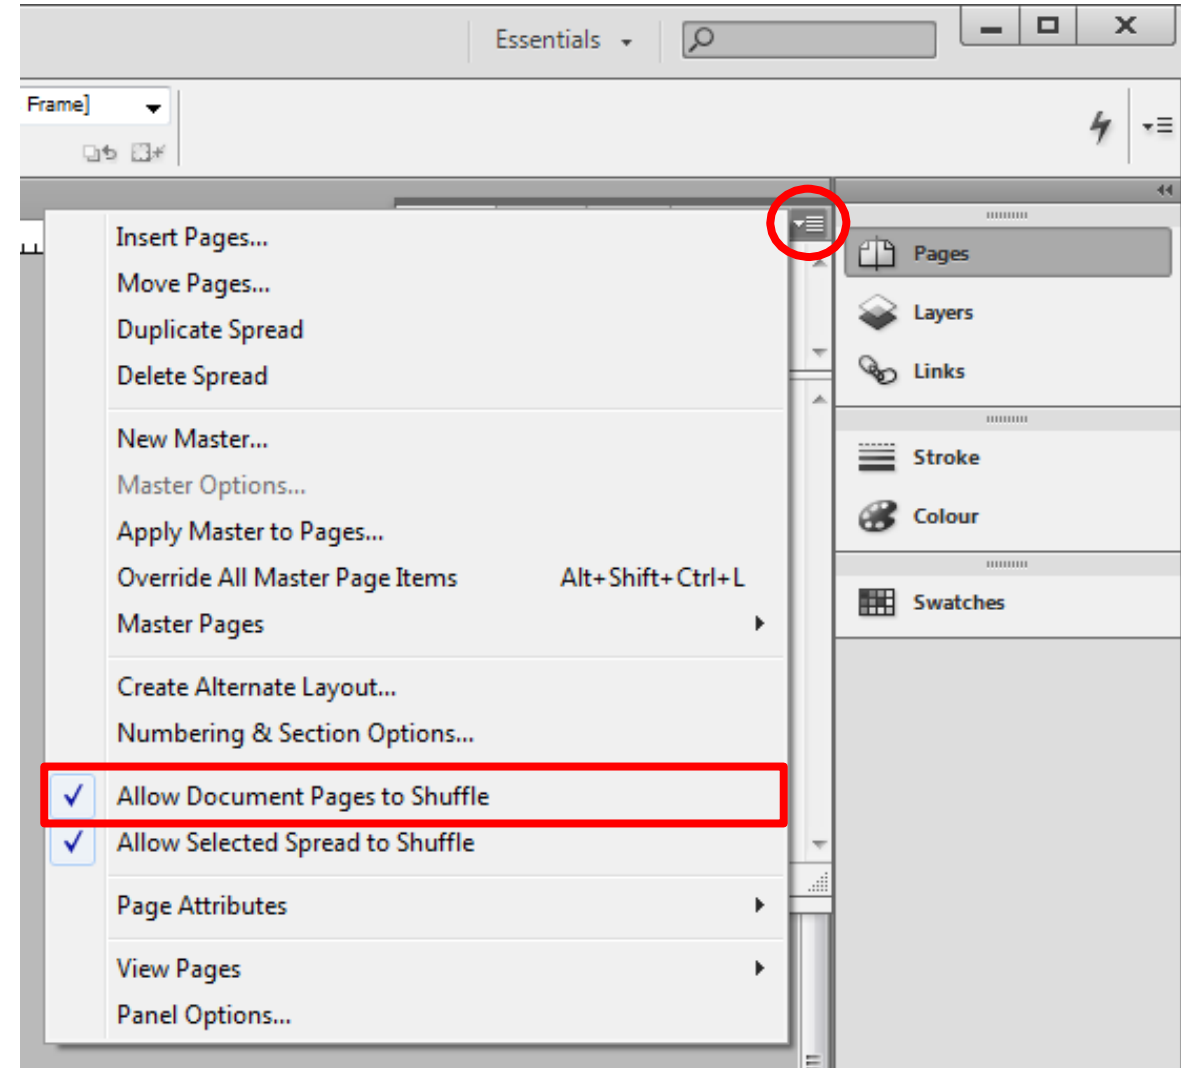 Essentials
Frame]
Insert Pages...
Move Pages...
Duplicate Spread
Delete Spread
New Master...
Master Options...
Apply Master to Pages...
Override All Master Page Items Alt+Shift+Ctrl+L
Master Pages
Create Alternate Layout...
Numbering & Section Options...
Allow Document Pages to Shuffle
Allow Selected Spread to Shuffle
Page Attributes
View Pages
Panel Options...
Pages
Layers
Links
Stroke
Colour
Swatches